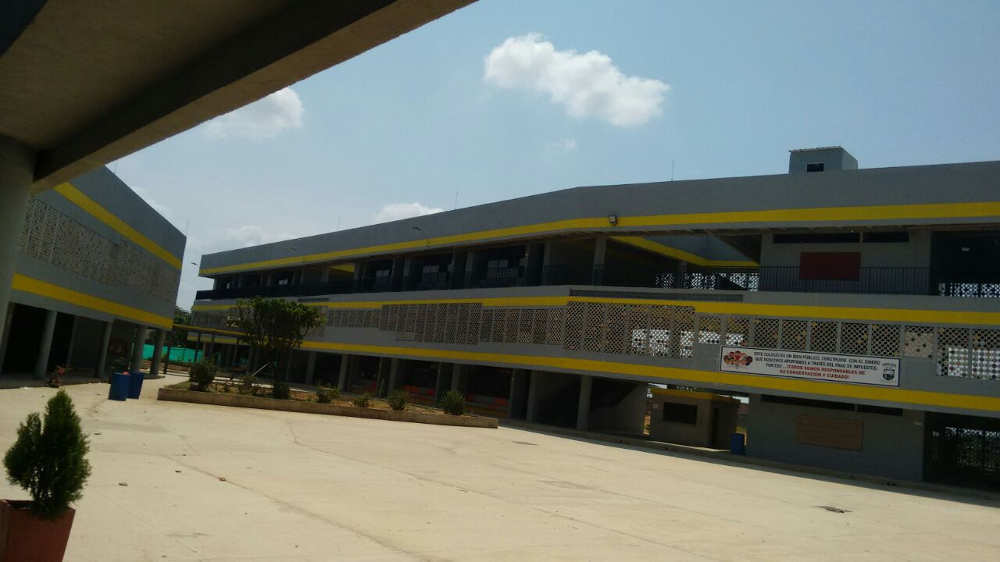 ESTE COLEGIO ES UN BIEN PÚBLICO, CONSTRUIDO CON EL DINERO
QUE NOSOTROS APORTAMOS A TRAVÉS DEL PAGO DE IMPUESTOS.
POR ESO... ¡TODOS SOMOS RESPONSABLES DE
SU CONSERVACIÓN Y CUIDADO!